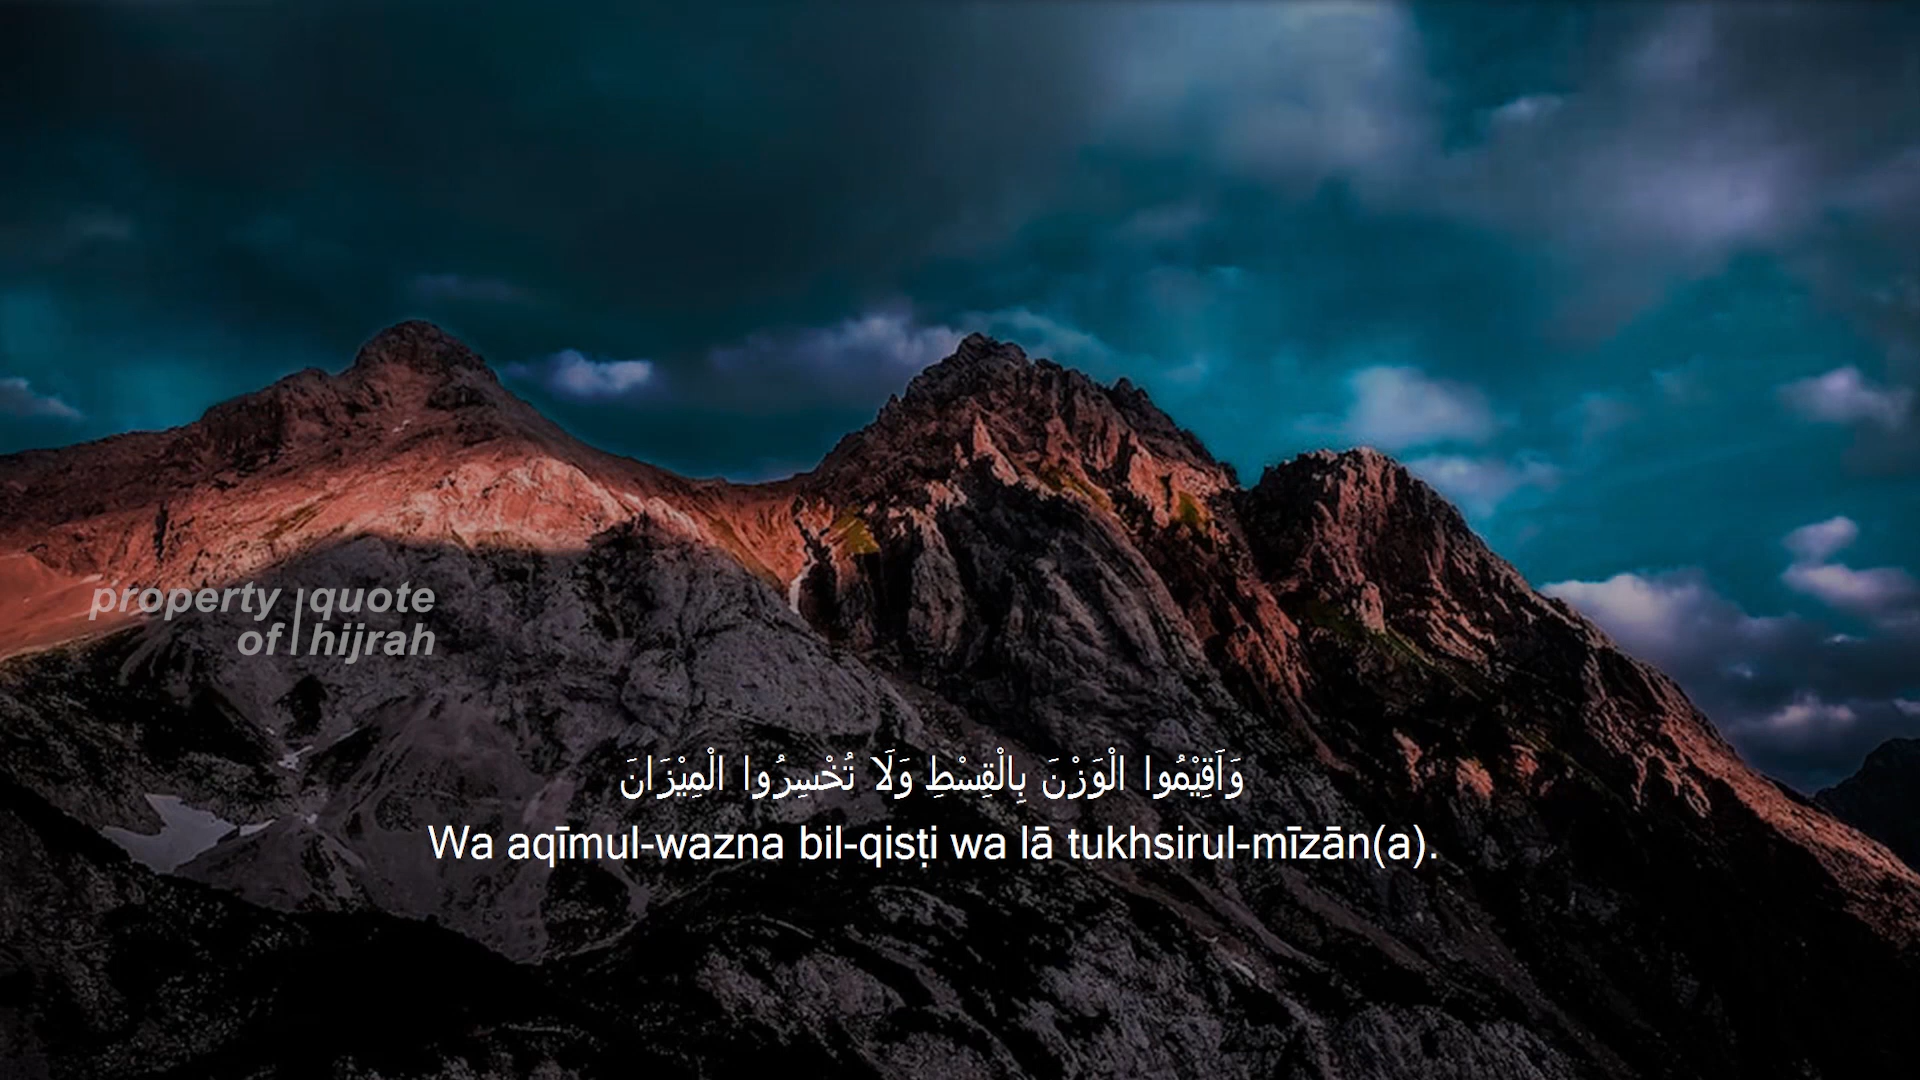 property | quote
of | hijrah
وَاَقِيْمُوا الْوَزْنَ بِالْقِسْطِ وَلَا تُخْسِرُوا الْمِيْزَانَ
Wa aqīmul-wazna bil-qisṭi wa lā tukhsirul-mīzān(a).